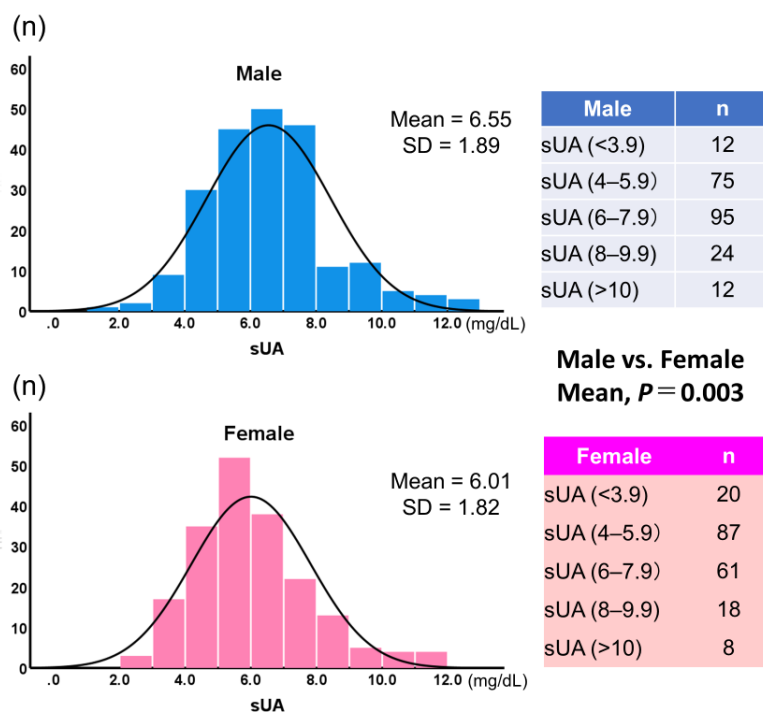 (n)
Male
Mean = 6.55
SD = 1.89
60
50
40
30
20
10
0
.0 2.0 4.0 6.0 8.0 10.0 12.0 (mg/dL)
sUA
Male n
sUA (<3.9) 12
sUA (4–5.9) 75
sUA (6–7.9) 95
sUA (8–9.9) 24
sUA (>10) 12
Male vs. Female
Mean, P＝0.003
(n)
Female
Mean = 6.01
SD = 1.82
60
50
40
30
20
10
0
.0 2.0 4.0 6.0 8.0 10.0 12.0 (mg/dL)
sUA
Female n
sUA (<3.9) 20
sUA (4–5.9) 87
sUA (6–7.9) 61
sUA (8–9.9) 18
sUA (>10) 8